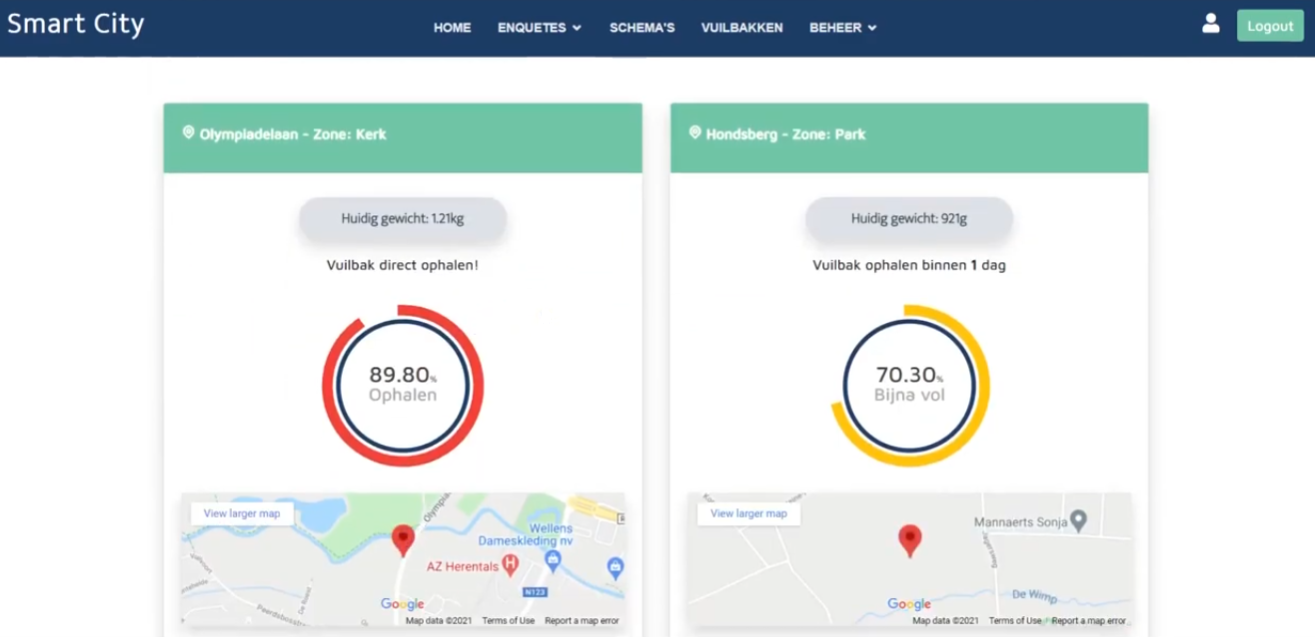 Smart City
HOME ENQUETES SCHEMA'S VUILBAKKEN BEHEER
Logout
Olympiadelaan - Zone: Kerk
Huidig gewicht: 1.21kg
Vuilbak direct ophalen!
89.80%
Ophalen
View larger map
Olympia
Wellens
Dameskleding nv
AZ Herentals
H
N123
Google
Map data ©2021 Terms of Use Report a map error
Hondsberg - Zone: Park
Huidig gewicht: 921g
Vuilbak ophalen binnen 1 dag
70.30%
Bijna vol
View larger map
Mannaerts Sonja
De Wimp
Google
Map data ©2021 Terms of Use Report a map error